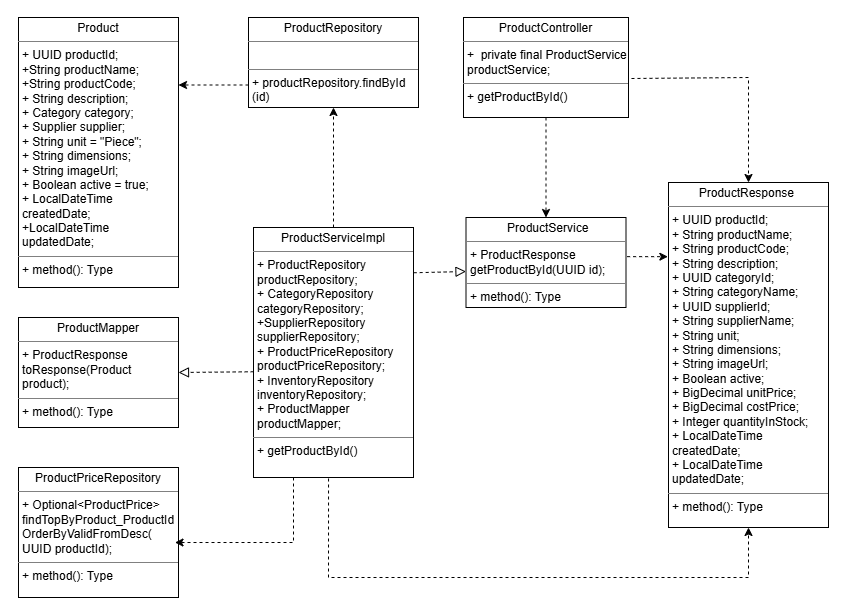 Product
+ UUID productId;
+String productName;
+String productCode;
+ String description;
+ Category category;
+ Supplier supplier;
+ String unit = "Piece";
+ String dimensions;
+ String imageUrl;
+ Boolean active = true;
+ LocalDateTime
createdDate;
+LocalDateTime
updatedDate;
+ method(): Type
ProductRepository
+ productRepository.findById
(id)
ProductController
+  private final ProductService
productService;
+ getProductById()
ProductResponse
+ UUID productId;
+ String productName;
+ String productCode;
+ String description;
+ UUID categoryId;
+ String categoryName;
+ UUID supplierId;
+ String supplierName;
+ String unit;
+ String dimensions;
+ String imageUrl;
+ Boolean active;
+ BigDecimal unitPrice;
+ BigDecimal costPrice;
+ Integer quantityInStock;
+ LocalDateTime
createdDate;
+ LocalDateTime
updatedDate;
+ method(): Type
ProductService
+ ProductResponse
getProductById(UUID id);
+ method(): Type
ProductServiceImpl
+ ProductRepository
productRepository;
+ CategoryRepository
categoryRepository;
+SupplierRepository
supplierRepository;
+ ProductPriceRepository
productPriceRepository;
+ InventoryRepository
inventoryRepository;
+ ProductMapper
productMapper;
+ getProductById()
ProductMapper
+ ProductResponse
toResponse(Product
product);
+ method(): Type
ProductPriceRepository
+ Optional<ProductPrice>
findTopByProduct_ProductId
OrderByValidFromDesc(
UUID productId);
+ method(): Type